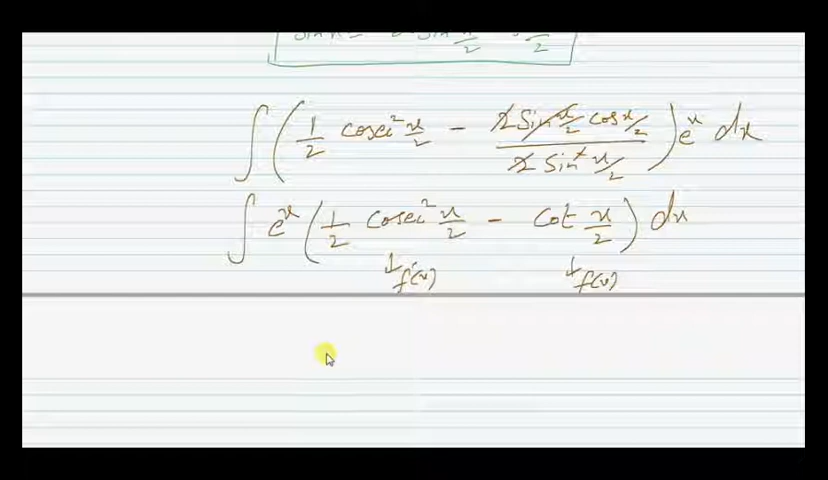 ∫ (1/2 cosec² x/2 − 2 sin x/2 cos x/2 / 2 sin² x/2) eˣ dx
∫ eˣ (1/2 cosec² x/2 − cot x/2) dx
↓ f'(x) ↓ f(x)